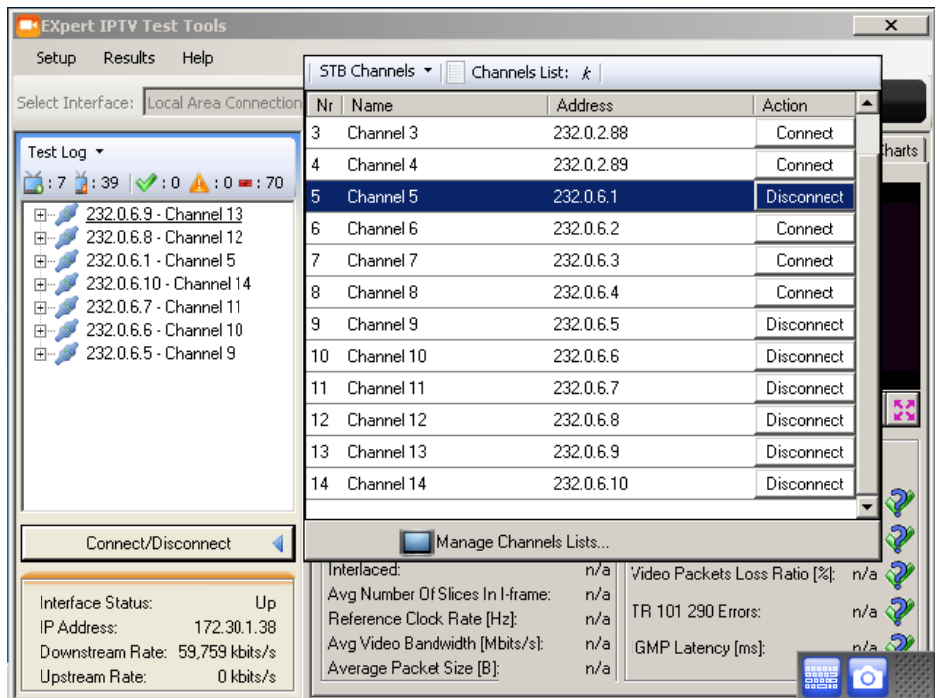 EXpert IPTV Test Tools
Setup Results Help
Select Interface: Local Area Connection
Test Log
: 7 : 39 : 0 : 0 : 70
232.0.6.9 - Channel 13
232.0.6.8 - Channel 12
232.0.6.1 - Channel 5
232.0.6.10 - Channel 14
232.0.6.7 - Channel 11
232.0.6.6 - Channel 10
232.0.6.5 - Channel 9
Connect/Disconnect
Interface Status: Up
IP Address: 172.30.1.38
Downstream Rate: 59,759 kbits/s
Upstream Rate: 0 kbits/s
STB Channels Channels List: k
Nr Name Address Action
3 Channel 3 232.0.2.88 Connect
4 Channel 4 232.0.2.89 Connect
5 Channel 5 232.0.6.1 Disconnect
6 Channel 6 232.0.6.2 Connect
7 Channel 7 232.0.6.3 Connect
8 Channel 8 232.0.6.4 Connect
9 Channel 9 232.0.6.5 Disconnect
10 Channel 10 232.0.6.6 Disconnect
11 Channel 11 232.0.6.7 Disconnect
12 Channel 12 232.0.6.8 Disconnect
13 Channel 13 232.0.6.9 Disconnect
14 Channel 14 232.0.6.10 Disconnect
Manage Channels Lists...
harts
Interlaced: n/a
Avg Number Of Slices In I-frame: n/a
Reference Clock Rate [Hz]: n/a
Avg Video Bandwidth [Mbits/s]: n/a
Average Packet Size [B]: n/a
Video Packets Loss Ratio [%]: n/a
TR 101 290 Errors: n/a
GMP Latency [ms]: n/a